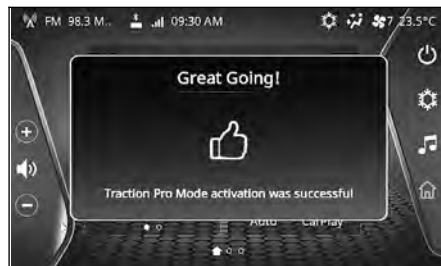 FM 98.3 M.. 09:30 AM 7 23.5°C
Great Going!
Traction Pro Mode activation was successful
Auto CarPlay